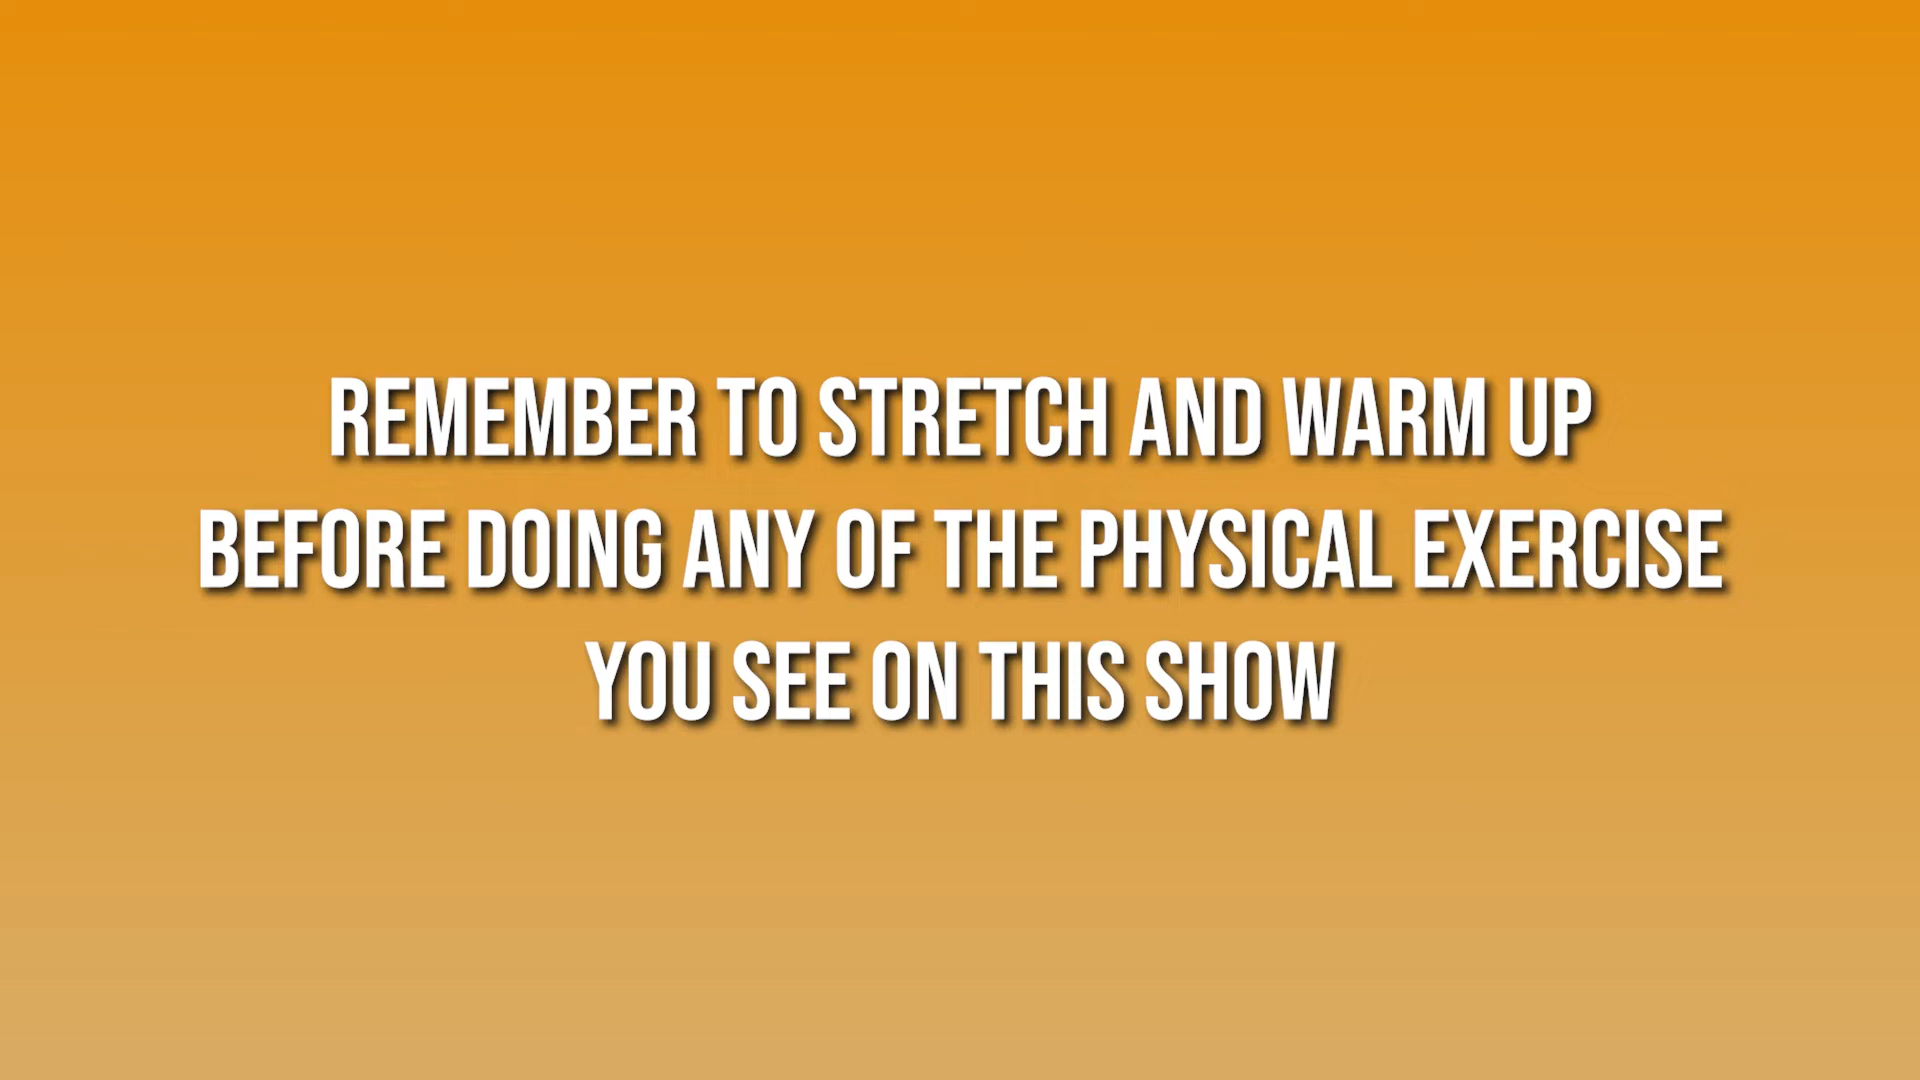 REMEMBER TO STRETCH AND WARM UP
BEFORE DOING ANY OF THE PHYSICAL EXERCISE
YOU SEE ON THIS SHOW